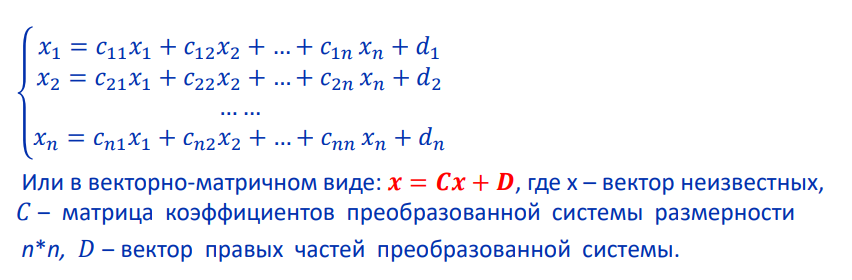 x₁ = c₁₁x₁ + c₁₂x₂ + ... + c₁ₙ xₙ + d₁
x₂ = c₂₁x₁ + c₂₂x₂ + ... + c₂ₙ xₙ + d₂
... ...
xₙ = cₙ₁x₁ + cₙ₂x₂ + ... + cₙₙ xₙ + dₙ
Или в векторно-матричном виде: x = Cx + D, где x – вектор неизвестных,
C – матрица коэффициентов преобразованной системы размерности
n*n, D – вектор правых частей преобразованной системы.